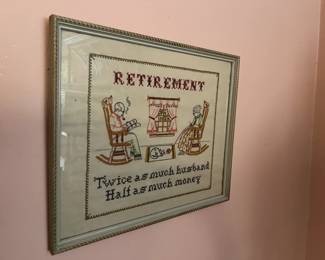 RETIREMENT
Twice as much husband
Half as much money